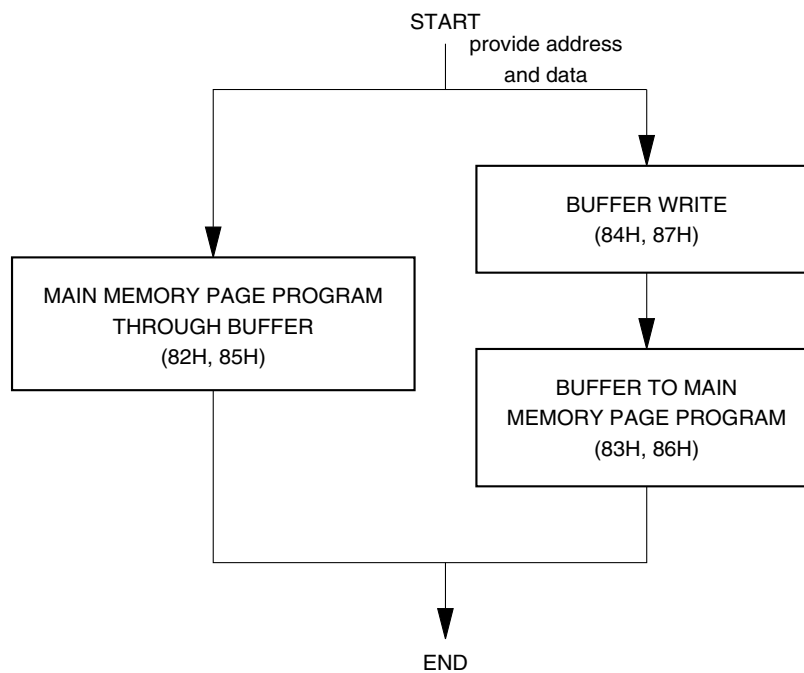 START
provide address
and data
BUFFER WRITE
(84H, 87H)
MAIN MEMORY PAGE PROGRAM
THROUGH BUFFER
(82H, 85H)
BUFFER TO MAIN
MEMORY PAGE PROGRAM
(83H, 86H)
END